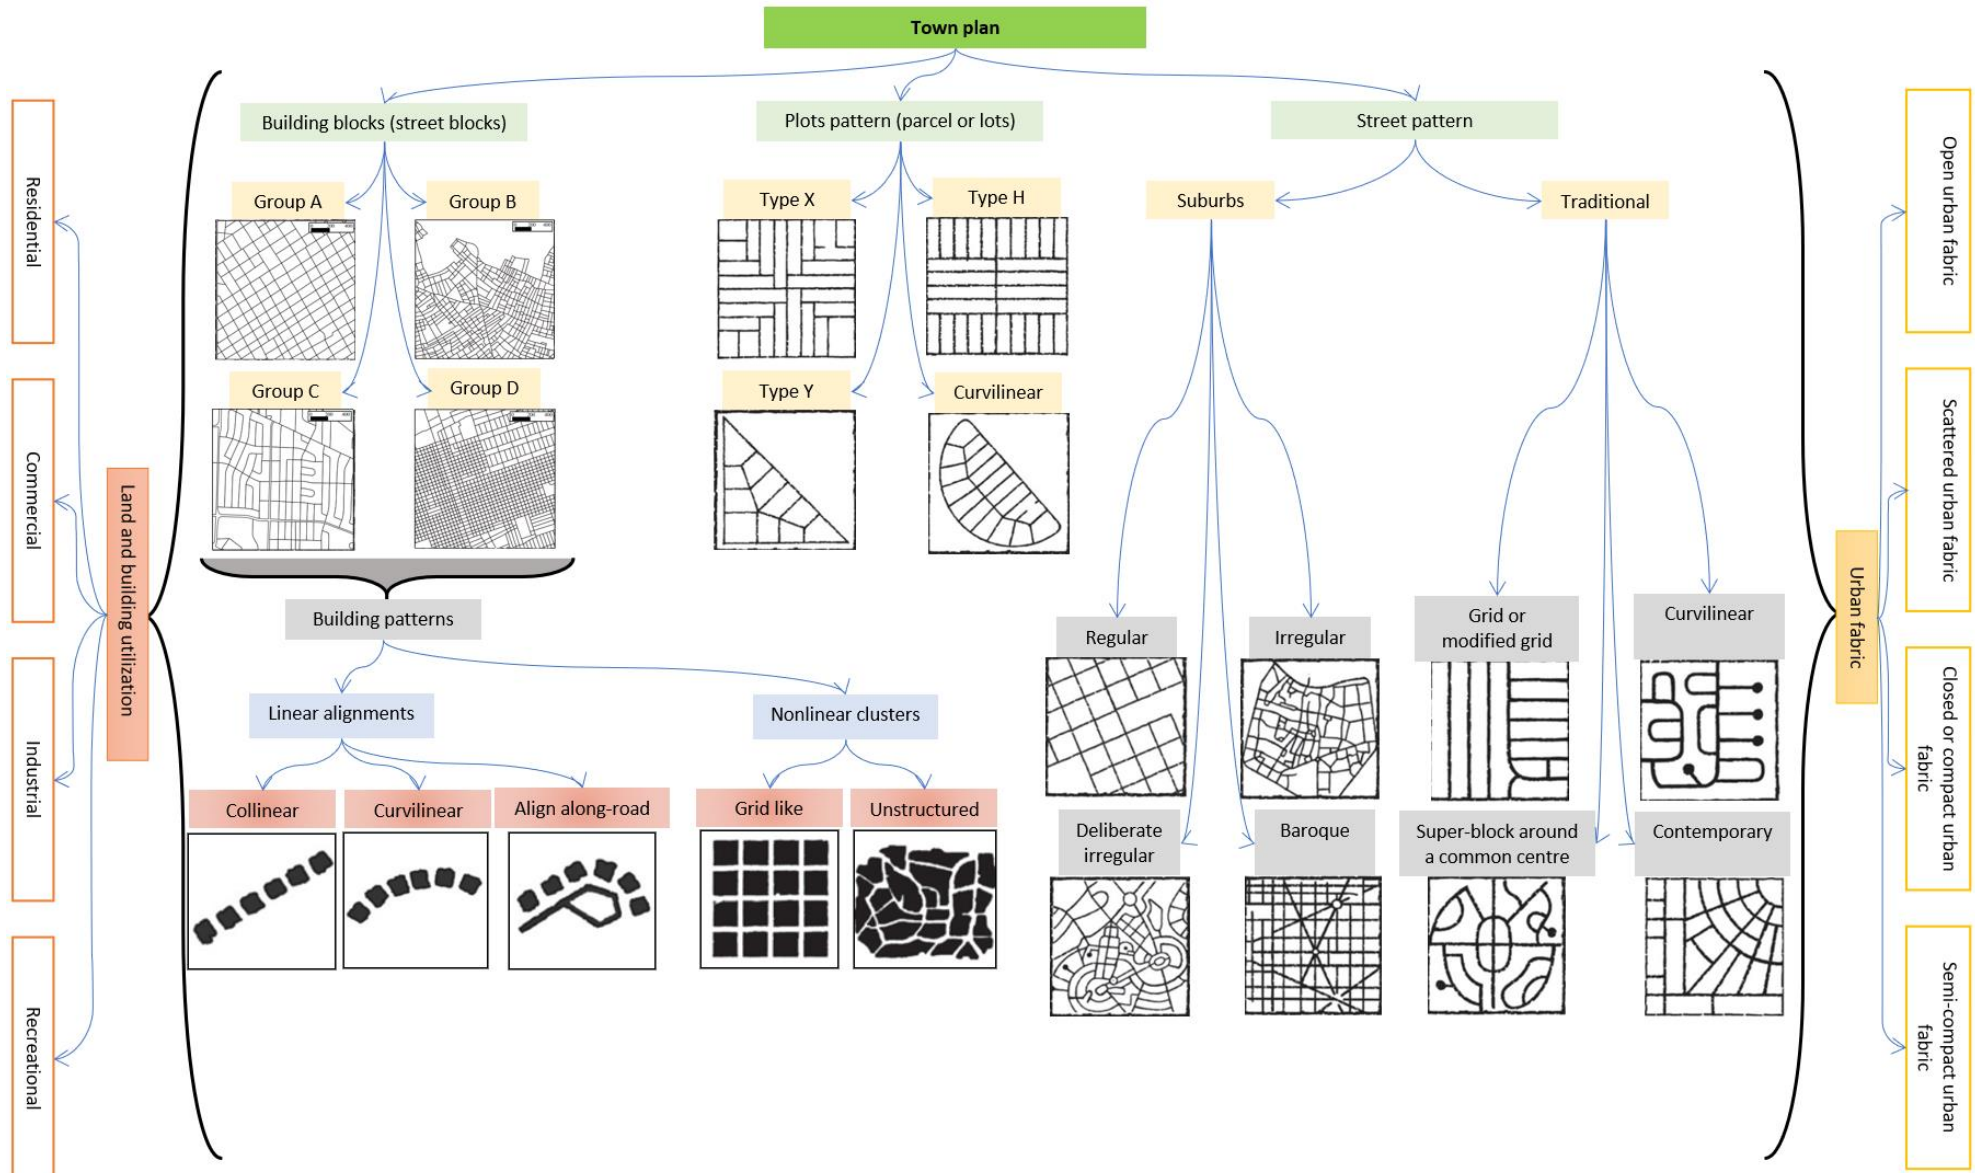 Town plan
Building blocks (street blocks)
Plots pattern (parcel or lots)
Street pattern
Group A
Group B
Group C
Group D
Type X
Type H
Type Y
Curvilinear
Suburbs
Traditional
Building patterns
Linear alignments
Nonlinear clusters
Collinear
Curvilinear
Align along-road
Grid like
Unstructured
Regular
Irregular
Deliberate
irregular
Baroque
Grid or
modified grid
Curvilinear
Super-block around
a common centre
Contemporary
Land and building utilization
Residential
Commercial
Industrial
Recreational
Urban fabric
Open urban fabric
Scattered urban fabric
Closed or compact urban
fabric
Semi-compact urban
fabric